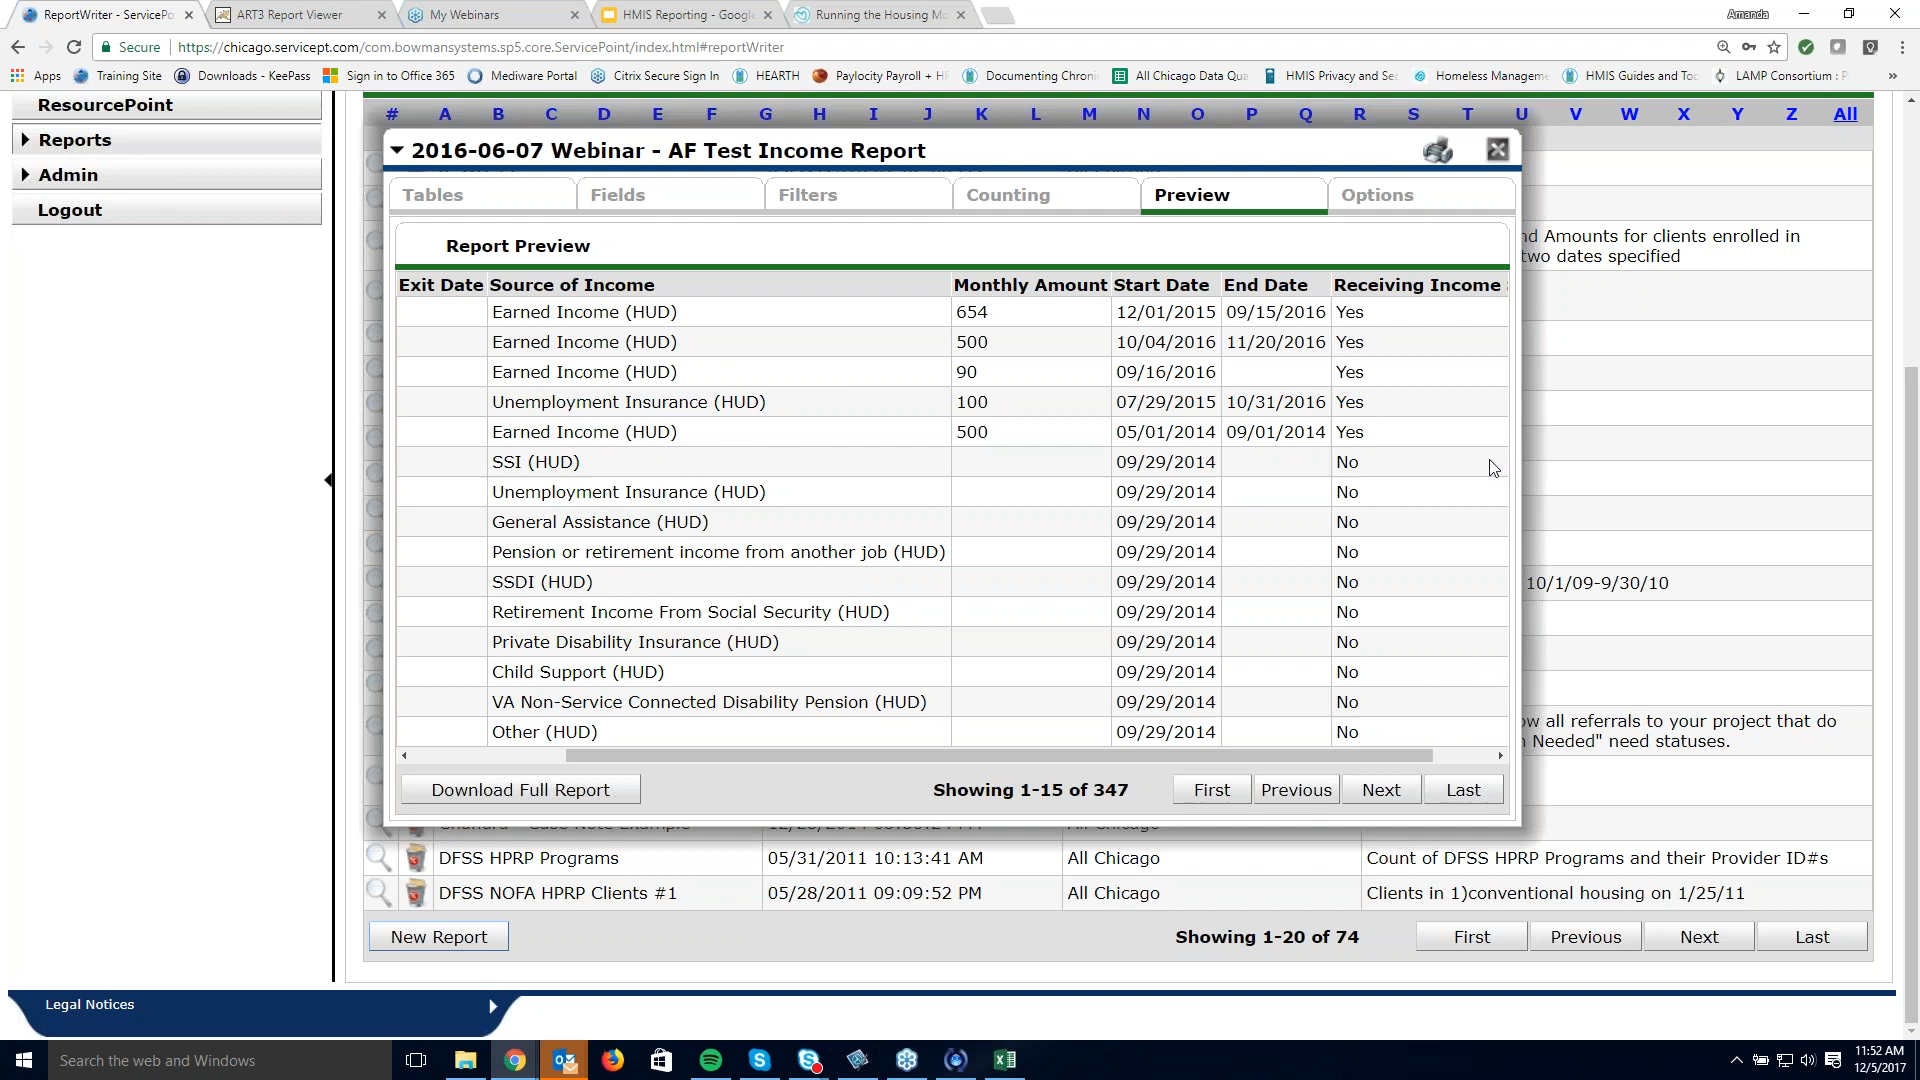 ReportWriter - ServicePo
ART3 Report Viewer
My Webinars
HMIS Reporting - Google
Running the Housing Mo
Amanda
Secure
https://chicago.servicept.com/com.bowmansystems.sp5.core.ServicePoint/index.html#reportWriter
Apps
Training Site
Downloads - KeePass
Sign in to Office 365
Mediware Portal
Citrix Secure Sign In
HEARTH
Paylocity Payroll + H
Documenting Chroni
All Chicago Data Qua
HMIS Privacy and Sec
Homeless Managem
HMIS Guides and Too
LAMP Consortium : P
ResourcePoint
Reports
Admin
Logout
# A B C D E F G H I J K L M N O P Q R S T U V W X Y Z All
2016-06-07 Webinar - AF Test Income Report
Tables Fields Filters Counting Preview Options
Report Preview
nd Amounts for clients enrolled in
two dates specified
Exit Date Source of Income Monthly Amount Start Date End Date Receiving Income
Earned Income (HUD) 654 12/01/2015 09/15/2016 Yes
Earned Income (HUD) 500 10/04/2016 11/20/2016 Yes
Earned Income (HUD) 90 09/16/2016 Yes
Unemployment Insurance (HUD) 100 07/29/2015 10/31/2016 Yes
Earned Income (HUD) 500 05/01/2014 09/01/2014 Yes
SSI (HUD) 09/29/2014 No
Unemployment Insurance (HUD) 09/29/2014 No
General Assistance (HUD) 09/29/2014 No
Pension or retirement income from another job (HUD) 09/29/2014 No
SSDI (HUD) 09/29/2014 No
10/1/09-9/30/10
Retirement Income From Social Security (HUD) 09/29/2014 No
Private Disability Insurance (HUD) 09/29/2014 No
Child Support (HUD) 09/29/2014 No
VA Non-Service Connected Disability Pension (HUD) 09/29/2014 No
Other (HUD) 09/29/2014 No
ow all referrals to your project that do
n Needed" need statuses.
Download Full Report
Showing 1-15 of 347
First Previous Next Last
DFSS HPRP Programs 05/31/2011 10:13:41 AM All Chicago Count of DFSS HPRP Programs and their Provider ID#s
DFSS NOFA HPRP Clients #1 05/28/2011 09:09:52 PM All Chicago Clients in 1)conventional housing on 1/25/11
New Report
Showing 1-20 of 74
First Previous Next Last
Legal Notices
Search the web and Windows
11:52 AM
12/5/2017